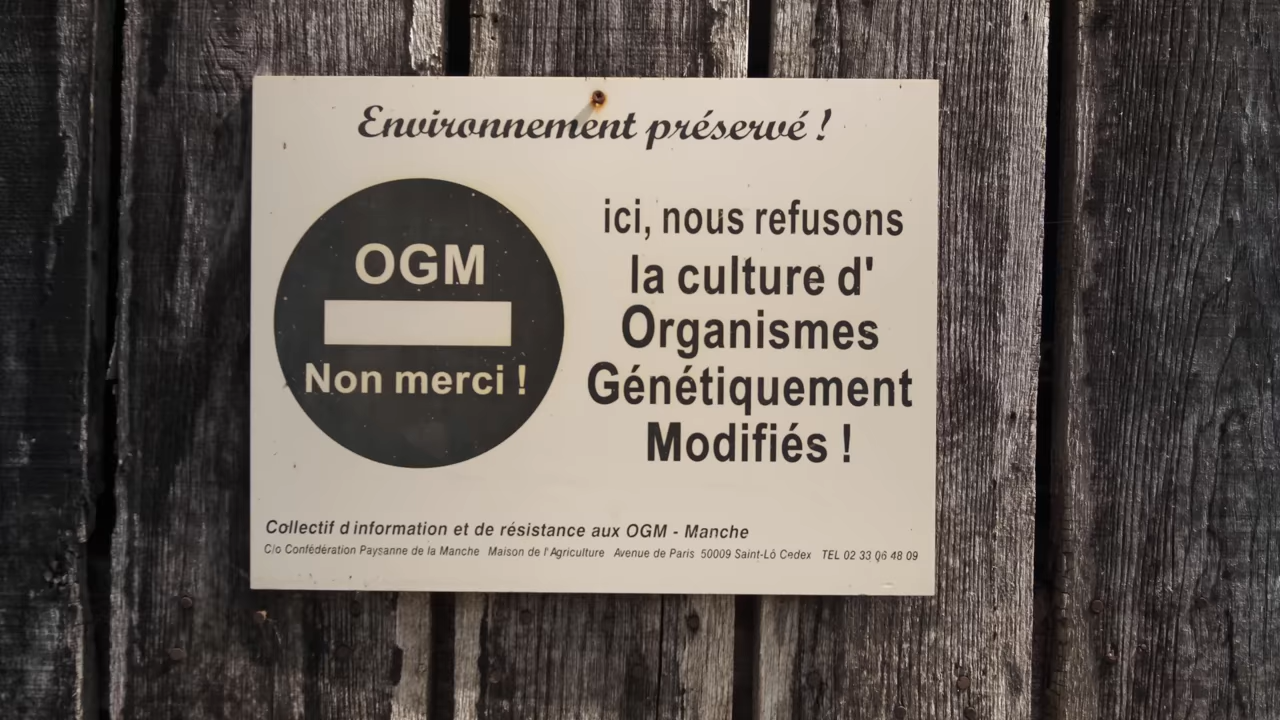 Environnement préservé !
OGM
Non merci !
ici, nous refusons
la culture d'
Organismes
Génétiquement
Modifiés !
Collectif d information et de résistance aux OGM - Manche
C/o Confédération Paysanne de la Manche Maison de l'Agriculture Avenue de Paris 50009 Saint-Lô Cedex TEL 02 33 06 48 09